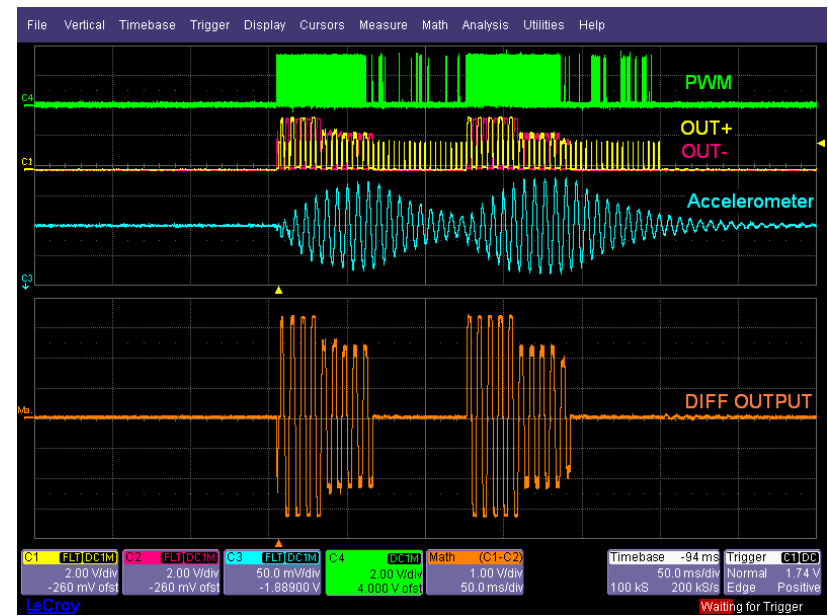 File Vertical Timebase Trigger Display Cursors Measure Math Analysis Utilities Help
PWM
C4
OUT+
OUT-
C1
Accelerometer
C3
Ma
DIFF OUTPUT
C1 FLT DC1M C2 FLT DC1M C3 FLT DC1M C4 DC1M Math (C1-C2) Timebase -94 ms Trigger C1 DC
2.00 V/div 2.00 V/div 50.0 mV/div 2.00 V/div 1.00 V/div 50.0 ms/div Normal 1.74 V
-260 mV ofst -260 mV ofst -1.88900 V 4.000 V ofst 50.0 ms/div 100 kS 200 kS/s Edge Positive
LeCroy Waiting for Trigger